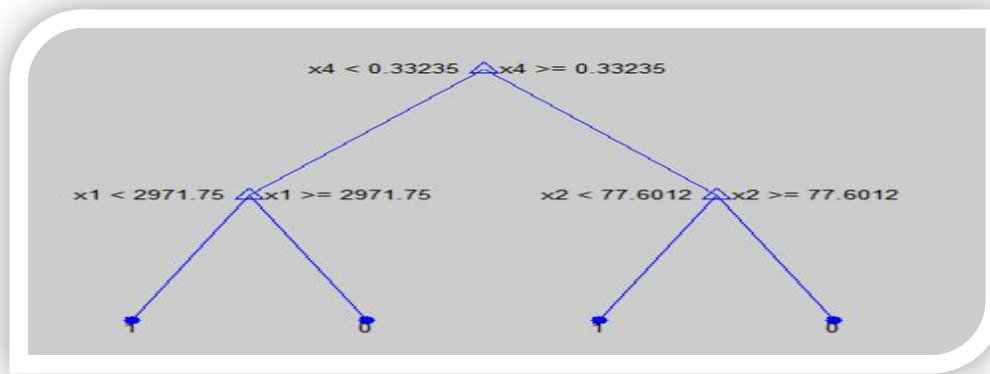 x4 < 0.33235 x4 >= 0.33235
x1 < 2971.75 x1 >= 2971.75 x2 < 77.6012 x2 >= 77.6012
1 0 1 0